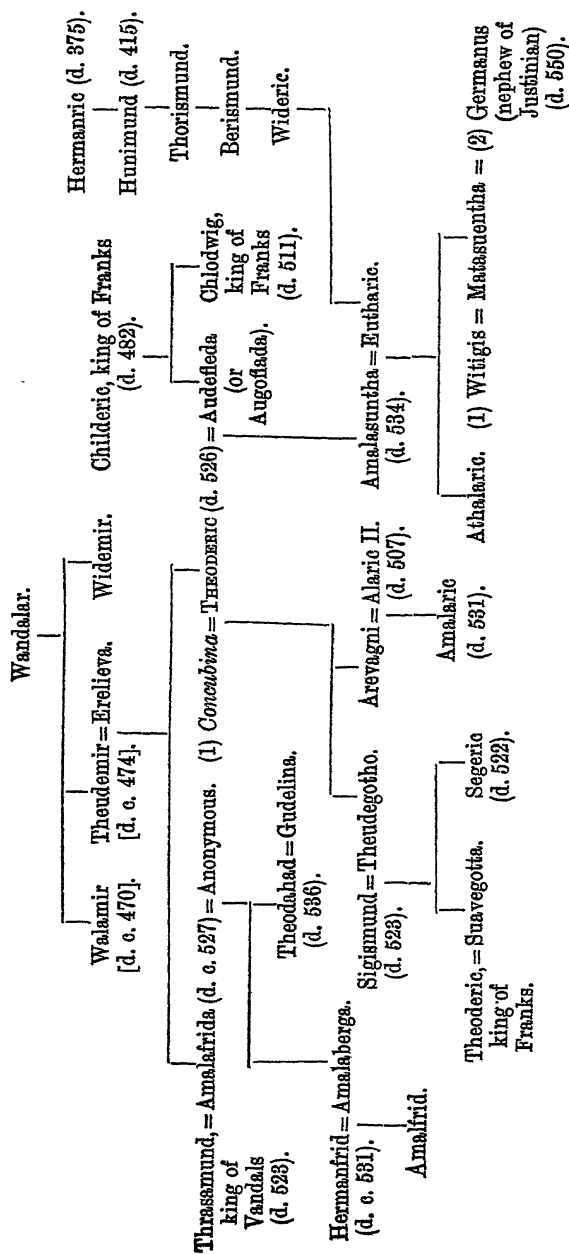 Wandalar.
Walamir [d. c. 470].
Theudemir = Erelieva. [d. c. 474].
Widemir.
Childeric, king of Franks (d. 482).
Hermanric (d. 375).
Hunimund (d. 415).
Thorismund.
Berismund.
Wideric.
Thrasamund, = Amalafrida (d. c. 527) = Anonymous. (1) Concubina = THEODERIC (d. 526) = Audefleda
king of
Vandals
(d. 523).
(or
Augoflada).
Chlodwig,
king of
Franks
(d. 511).
Hermanfrid = Amalaberga.
(d. c. 531).
Theodahad = Gudelina.
(d. 536).
Sigismund = Theudegotho.
(d. 523).
Arevagni = Alaric II.
(d. 507).
Amalasuntha = Eutharic.
(d. 534).
Amalfrid.
Theoderic, = Suavegotta.
king of
Franks.
Segeric
(d. 522).
Amalaric
(d. 531).
Athalaric.
(1) Witigis = Matasuentha = (2) Germanus
(nephew of
Justinian)
(d. 550).